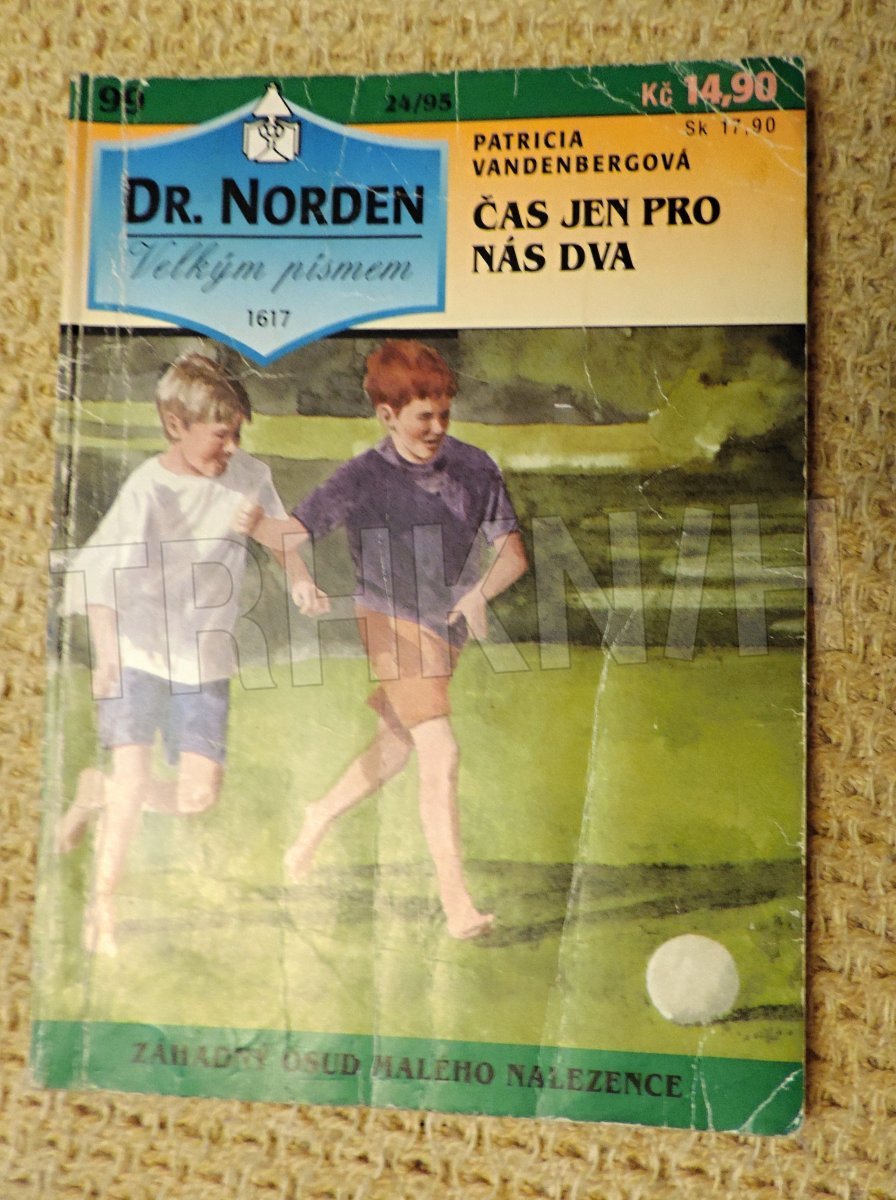 99
24/95
Kč 14,90
Sk 17,90
DR. NORDEN
Velkým písmem
1617
PATRICIA
VANDENBERGOVÁ
ČAS JEN PRO
NÁS DVA
TRHKNIH
ZÁHADNÝ OSUD MALÉHO NALEZENCE